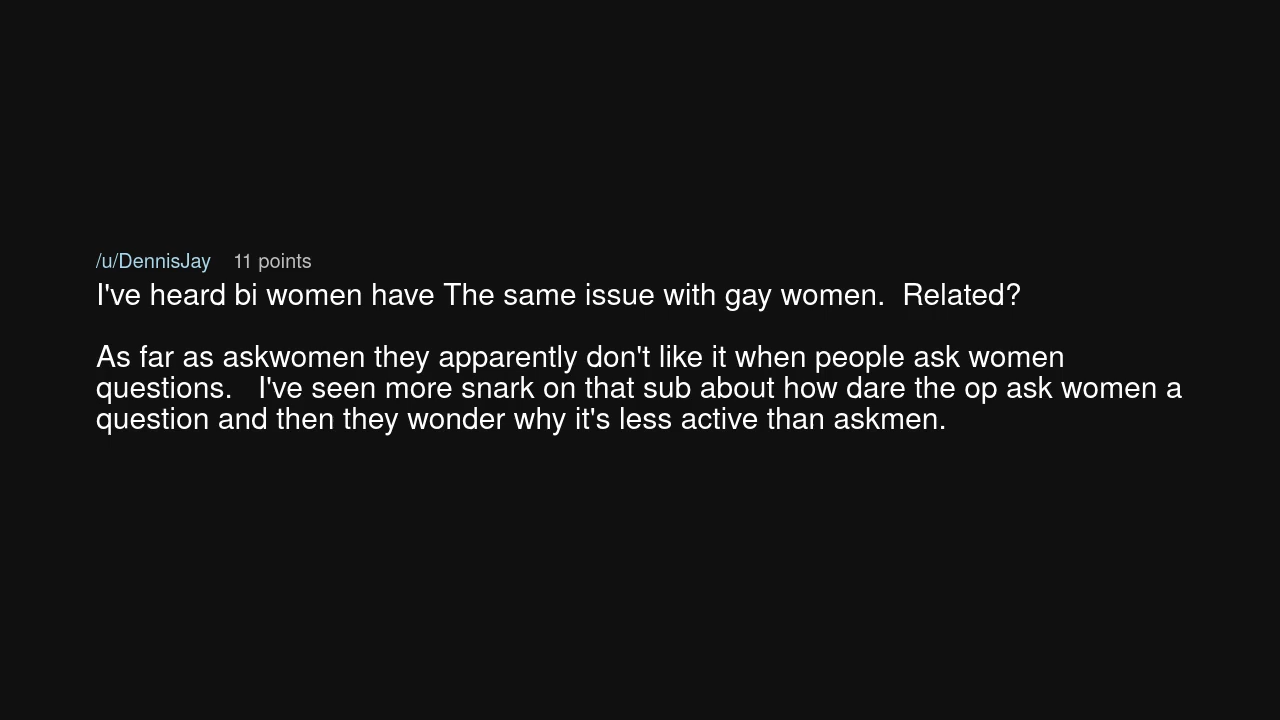 /u/DennisJay 11 points
I've heard bi women have The same issue with gay women.  Related?
As far as askwomen they apparently don't like it when people ask women
questions.   I've seen more snark on that sub about how dare the op ask women a
question and then they wonder why it's less active than askmen.